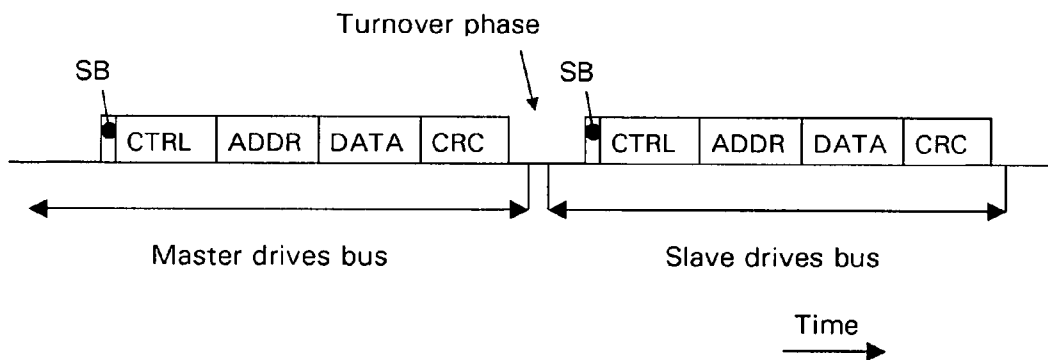 Turnover phase
SB
SB
CTRL ADDR DATA CRC
CTRL ADDR DATA CRC
Master drives bus
Slave drives bus
Time